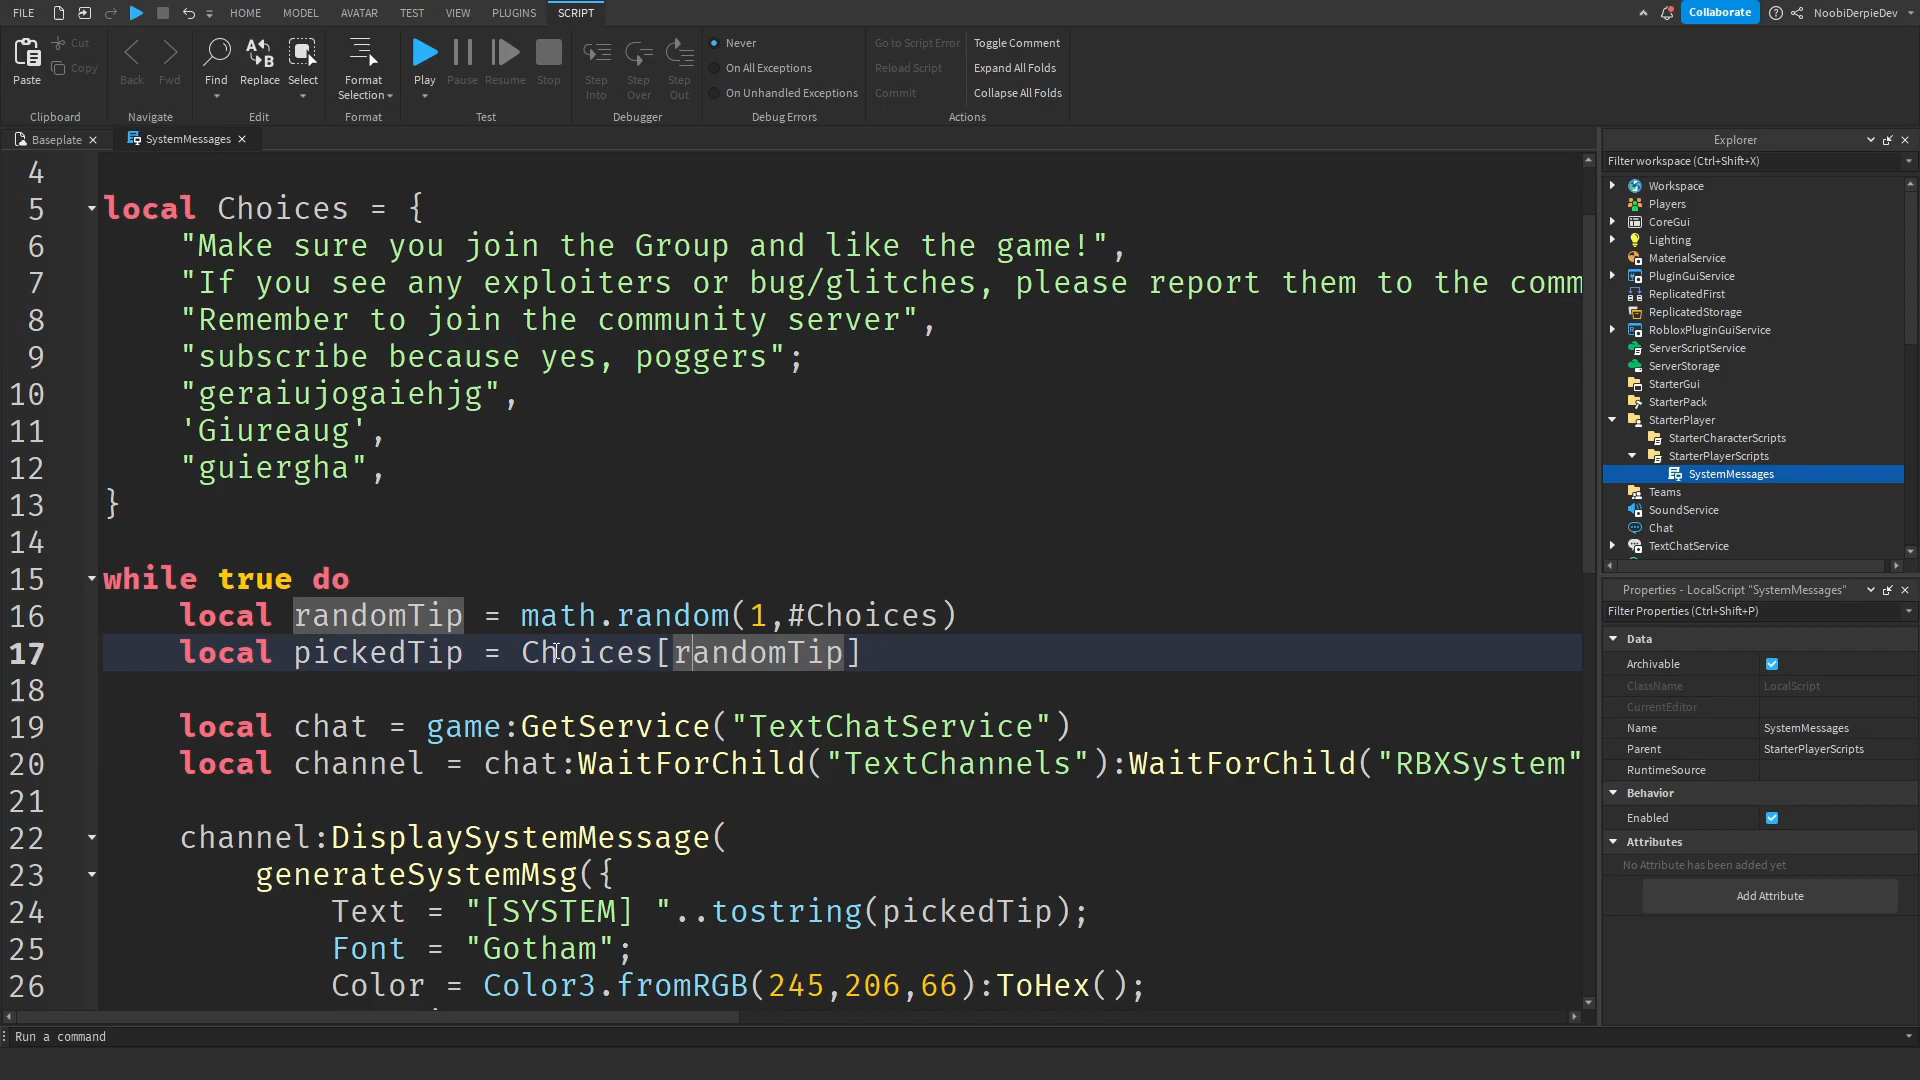 FILE HOME MODEL AVATAR TEST VIEW PLUGINS SCRIPT Collaborate NoobiDerpieDev
Paste Cut Copy Back Fwd Find Replace Select Format Selection Play Pause Resume Stop Step Into Step Over Step Out
Never
On All Exceptions
On Unhandled Exceptions
Go to Script Error
Reload Script
Commit
Toggle Comment
Expand All Folds
Collapse All Folds
Clipboard Navigate Edit Format Test Debugger Debug Errors Actions
Baseplate SystemMessages
4
5 local Choices = {
6 "Make sure you join the Group and like the game!",
7 "If you see any exploiters or bug/glitches, please report them to the comm
8 "Remember to join the community server",
9 "subscribe because yes, poggers";
10 "geraiujogaiehjg",
11 'Giureaug',
12 "guiergha",
13 }
14
15 while true do
16 local randomTip = math.random(1,#Choices)
17 local pickedTip = Choices[randomTip]
18
19 local chat = game:GetService("TextChatService")
20 local channel = chat:WaitForChild("TextChannels"):WaitForChild("RBXSystem"
21
22 channel:DisplaySystemMessage(
23 generateSystemMsg({
24 Text = "[SYSTEM] "..tostring(pickedTip);
25 Font = "Gotham";
26 Color = Color3.fromRGB(245,206,66):ToHex();
Run a command
Explorer
Filter workspace (Ctrl+Shift+X)
Workspace
Players
CoreGui
Lighting
MaterialService
PluginGuiService
ReplicatedFirst
ReplicatedStorage
RobloxPluginGuiService
ServerScriptService
ServerStorage
StarterGui
StarterPack
StarterPlayer
StarterCharacterScripts
StarterPlayerScripts
SystemMessages
Teams
SoundService
Chat
TextChatService
Properties - LocalScript "SystemMessages"
Filter Properties (Ctrl+Shift+P)
Data
Archivable
ClassName LocalScript
CurrentEditor
Name SystemMessages
Parent StarterPlayerScripts
RuntimeSource
Behavior
Enabled
Attributes
No Attribute has been added yet
Add Attribute